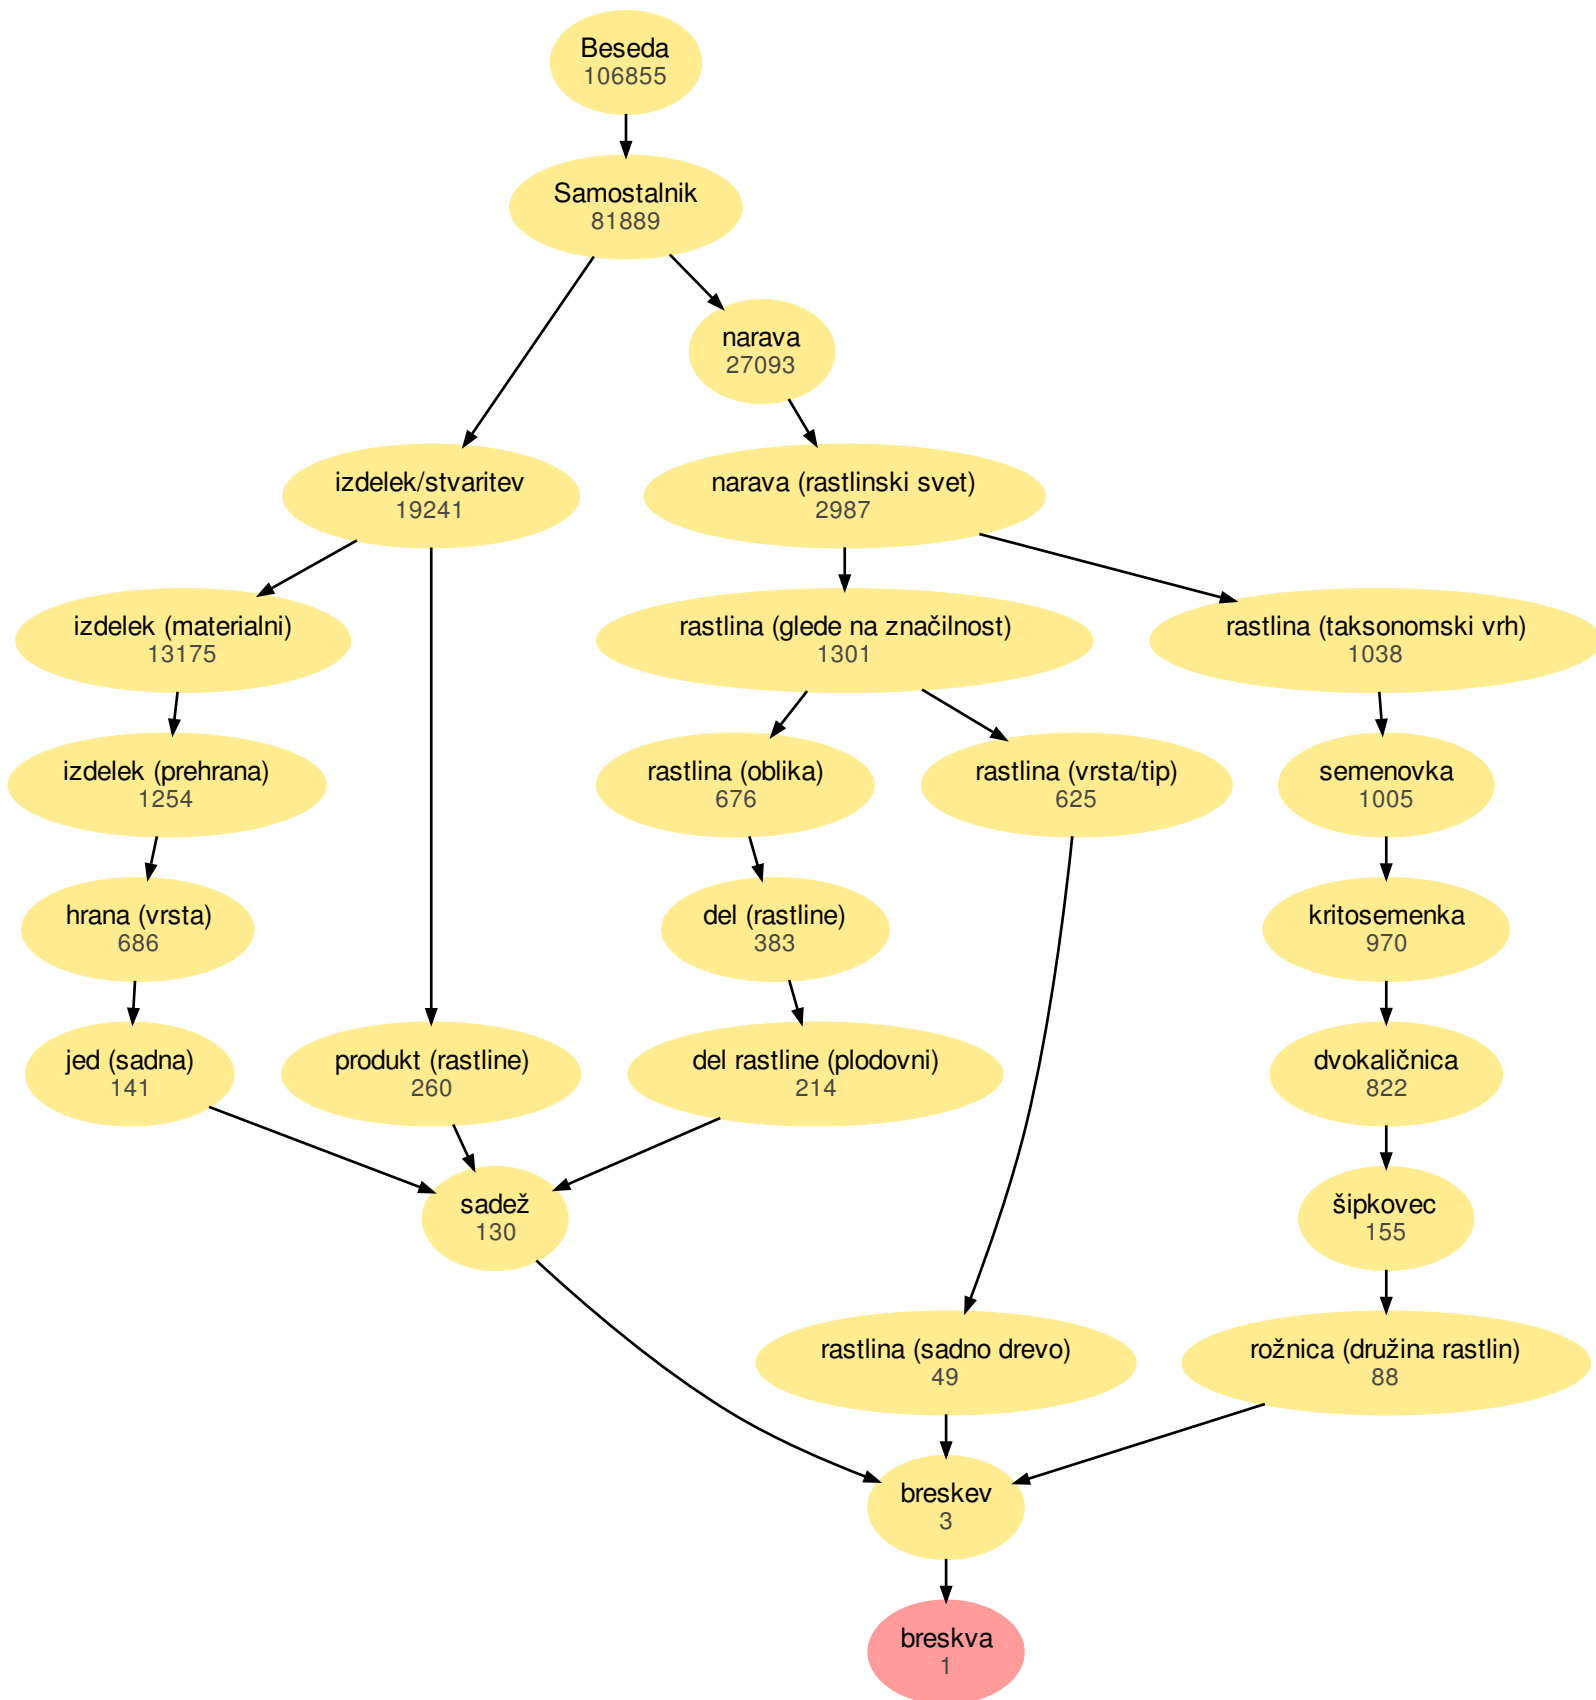 Beseda
106855
Samostalnik
81889
narava
27093
izdelek/stvaritev
19241
narava (rastlinski svet)
2987
izdelek (materialni)
13175
rastlina (glede na značilnost)
1301
rastlina (taksonomski vrh)
1038
izdelek (prehrana)
1254
rastlina (oblika)
676
rastlina (vrsta/tip)
625
semenovka
1005
hrana (vrsta)
686
del (rastline)
383
kritosemenka
970
jed (sadna)
141
produkt (rastline)
260
del rastline (plodovni)
214
dvokaličnica
822
sadež
130
šipkovec
155
rastlina (sadno drevo)
49
rožnica (družina rastlin)
88
breskev
3
breskva
1